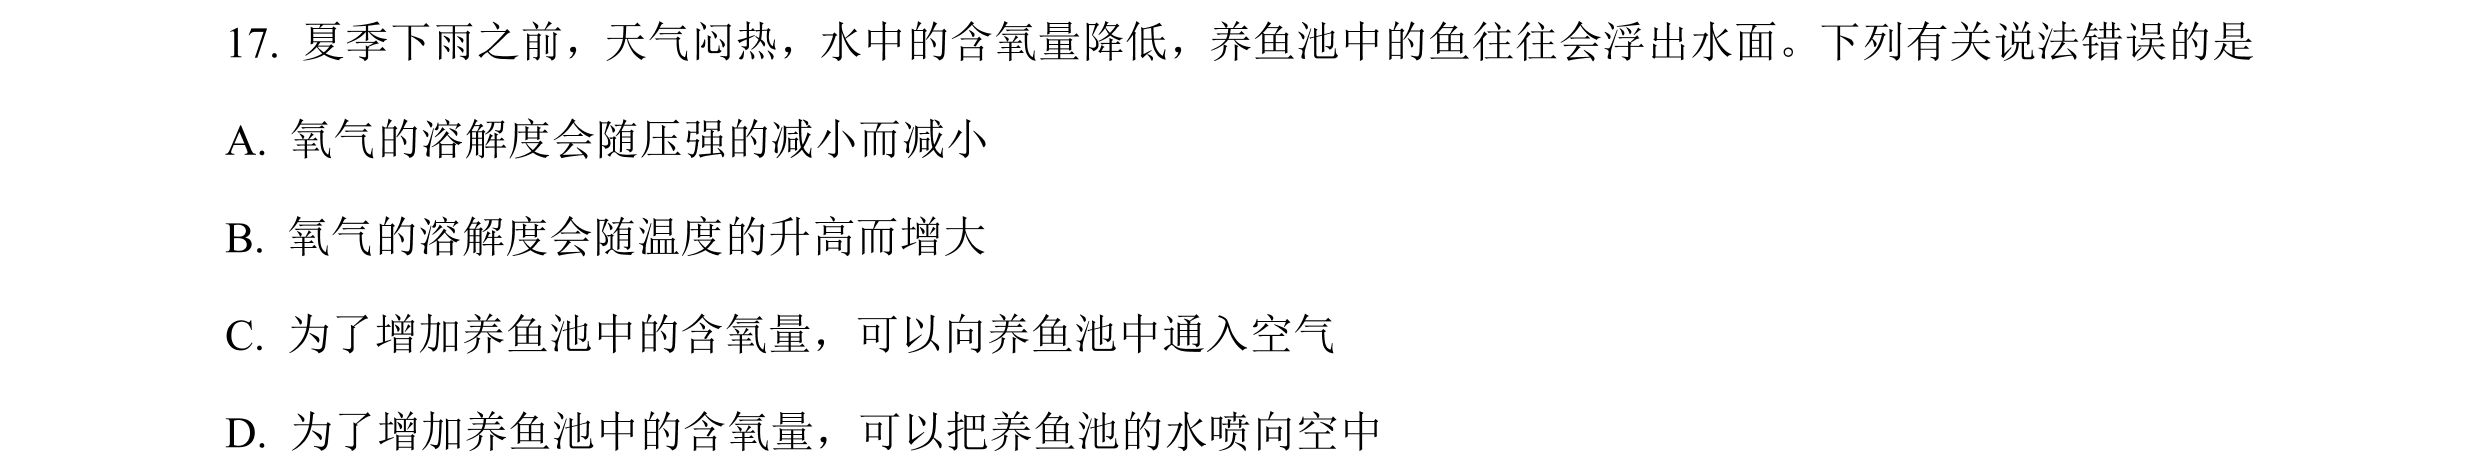 17. 夏季下雨之前，天气闷热，水中的含氧量降低，养鱼池中的鱼往往会浮出水面。下列有关说法错误的是
A. 氧气的溶解度会随压强的减小而减小
B. 氧气的溶解度会随温度的升高而增大
C. 为了增加养鱼池中的含氧量，可以向养鱼池中通入空气
D. 为了增加养鱼池中的含氧量，可以把养鱼池的水喷向空中